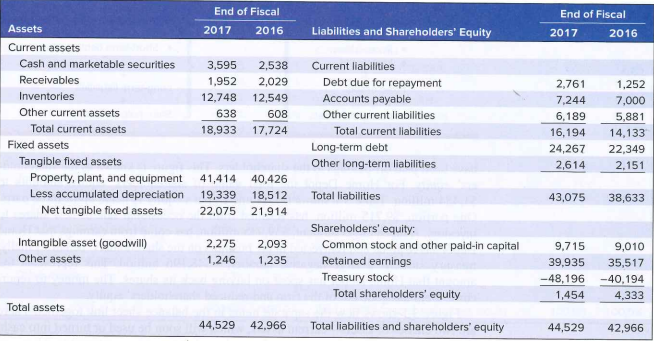 End of Fiscal End of Fiscal
Assets 2017 2016 Liabilities and Shareholders' Equity 2017 2016
Current assets
Cash and marketable securities 3,595 2,538 Current liabilities
Receivables 1,952 2,029 Debt due for repayment 2,761 1,252
Inventories 12,748 12,549 Accounts payable 7,244 7,000
Other current assets 638 608 Other current liabilities 6,189 5,881
Total current assets 18,933 17,724 Total current liabilities 16,194 14,133
Fixed assets Long-term debt 24,267 22,349
Tangible fixed assets Other long-term liabilities 2,614 2,151
Property, plant, and equipment 41,414 40,426
Less accumulated depreciation 19,339 18,512 Total liabilities 43,075 38,633
Net tangible fixed assets 22,075 21,914
Shareholders' equity:
Intangible asset (goodwill) 2,275 2,093 Common stock and other paid-in capital 9,715 9,010
Other assets 1,246 1,235 Retained earnings 39,935 35,517
Treasury stock −48,196 −40,194
Total shareholders' equity 1,454 4,333
Total assets
44,529 42,966 Total liabilities and shareholders' equity 44,529 42,966